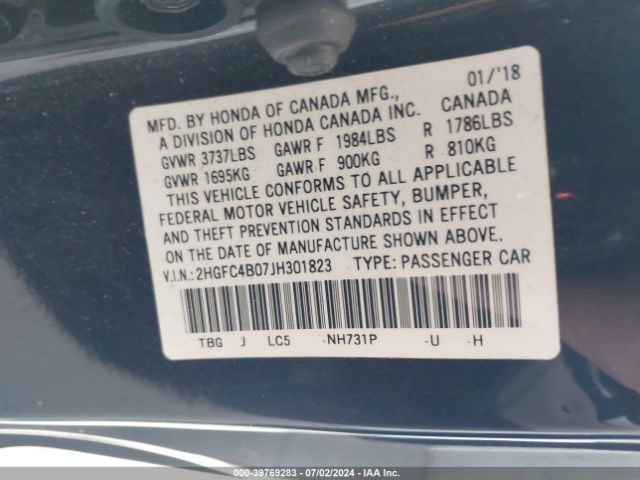 01/'18
MFD. BY HONDA OF CANADA MFG.,
A DIVISION OF HONDA CANADA INC. CANADA
GVWR 3737LBS GAWR F 1984LBS R 1786LBS
GVWR 1695KG GAWR F 900KG R 810KG
THIS VEHICLE CONFORMS TO ALL APPLICABLE
FEDERAL MOTOR VEHICLE SAFETY, BUMPER,
AND THEFT PREVENTION STANDARDS IN EFFECT
ON THE DATE OF MANUFACTURE SHOWN ABOVE.
V.I.N.: 2HGFC4B07JH301823 TYPE: PASSENGER CAR
TBG J LC5 -NH731P -U -H
000-39769283 - 07/02/2024 - IAA Inc.